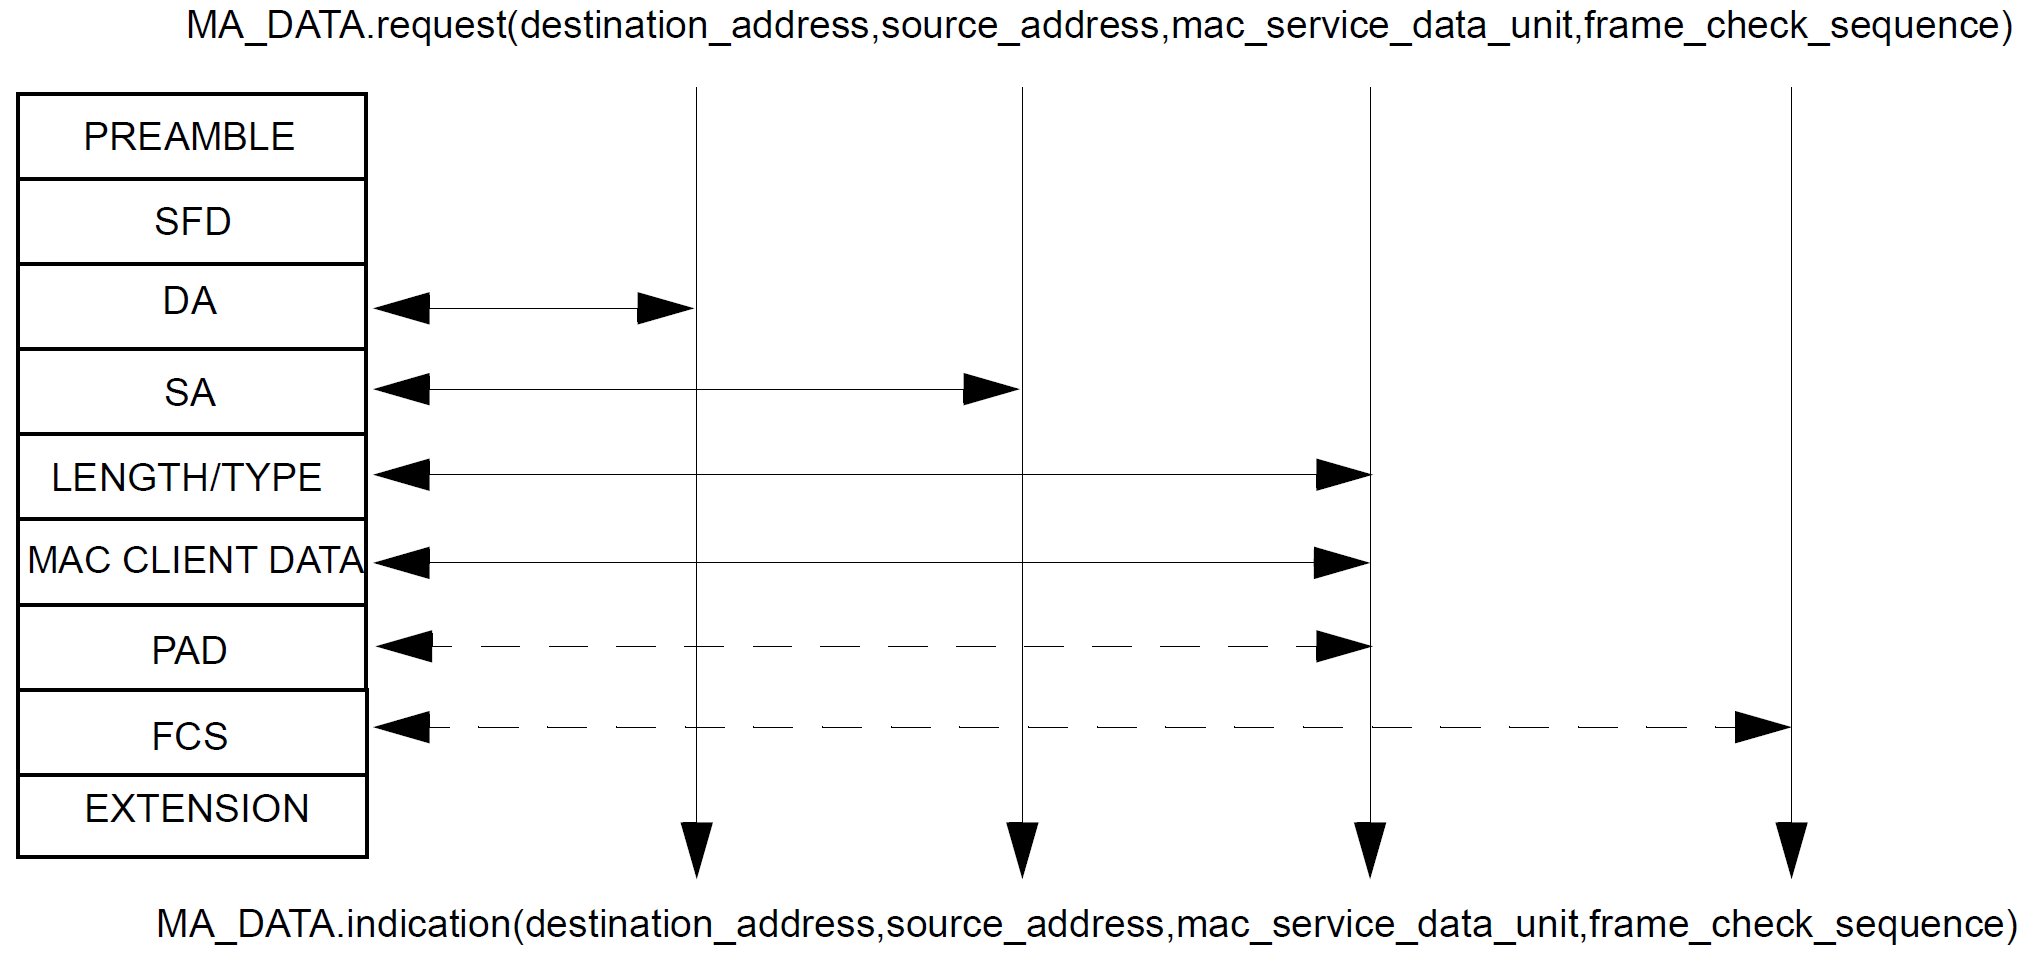 MA_DATA.request(destination_address,source_address,mac_service_data_unit,frame_check_sequence)
PREAMBLE
SFD
DA
SA
LENGTH/TYPE
MAC CLIENT DATA
PAD
FCS
EXTENSION
MA_DATA.indication(destination_address,source_address,mac_service_data_unit,frame_check_sequence)